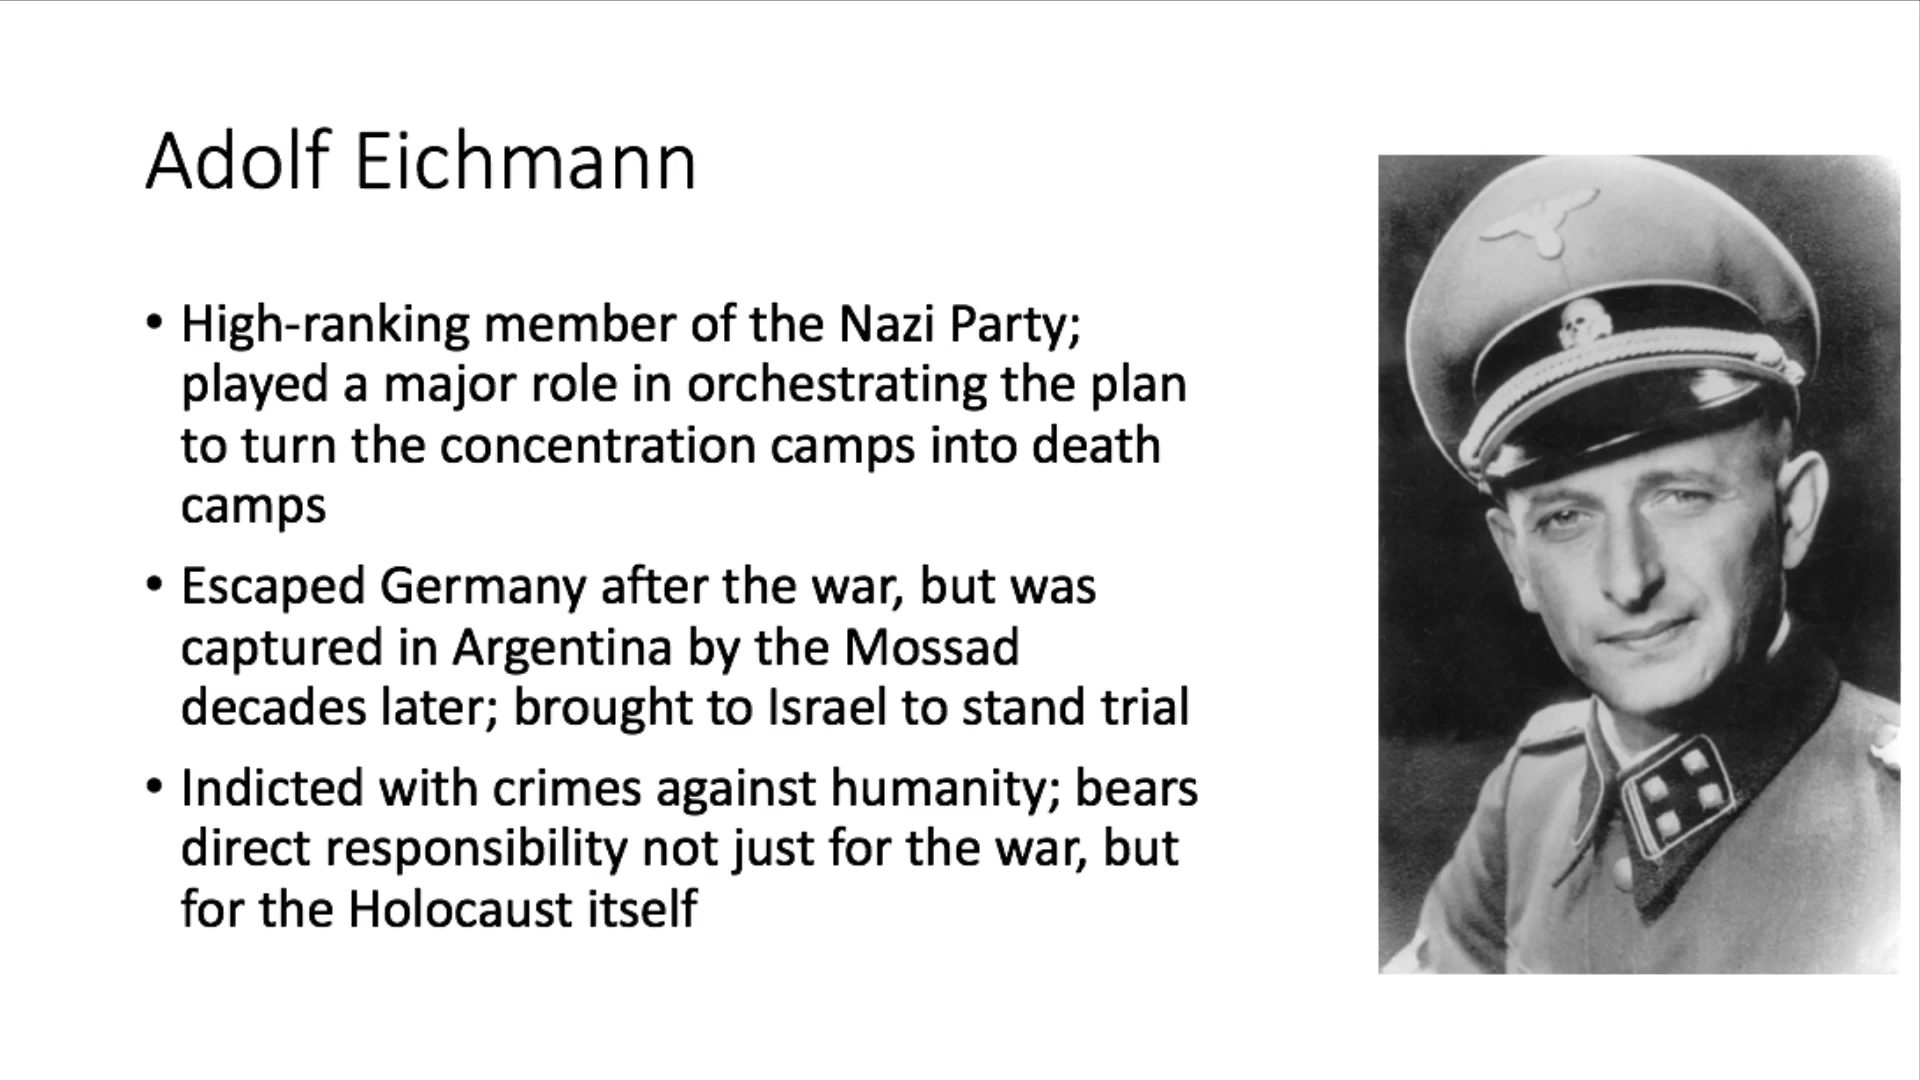 Adolf Eichmann
• High-ranking member of the Nazi Party;
played a major role in orchestrating the plan
to turn the concentration camps into death
camps
• Escaped Germany after the war, but was
captured in Argentina by the Mossad
decades later; brought to Israel to stand trial
• Indicted with crimes against humanity; bears
direct responsibility not just for the war, but
for the Holocaust itself